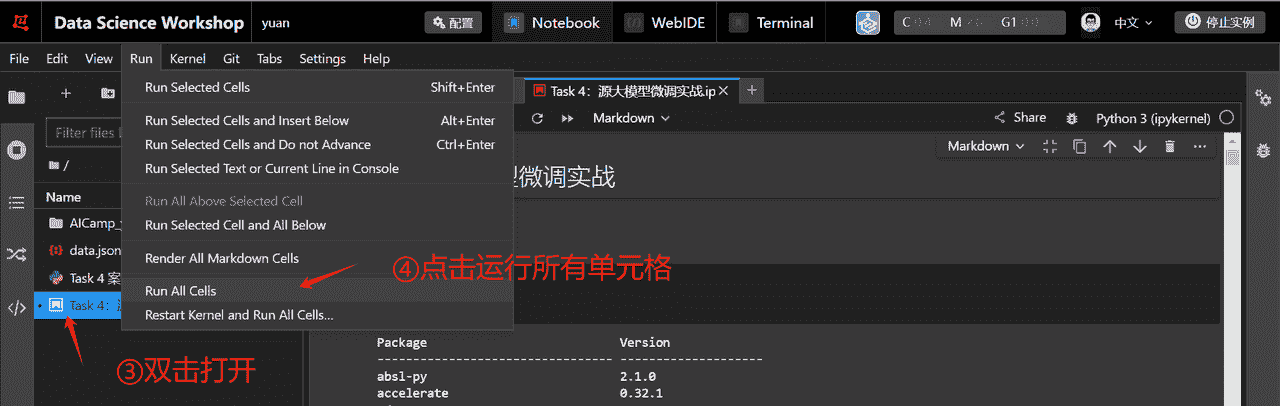 Data Science Workshop yuan 配置 Notebook WebIDE Terminal C M G1 中文 停止实例
File Edit View Run Kernel Git Tabs Settings Help
Run Selected Cells Shift+Enter
Task 4：源大模型微调实战.ip
Run Selected Cells and Insert Below Alt+Enter
Markdown Share Python 3 (ipykernel)
Filter files
Run Selected Cells and Do not Advance Ctrl+Enter
Markdown
Run Selected Text or Current Line in Console
/
型微调实战
Name
Run All Above Selected Cell
AICamp_
Run Selected Cell and All Below
data.json
Render All Markdown Cells
④点击运行所有单元格
Task 4 案
Run All Cells
Task 4：
Restart Kernel and Run All Cells...
③双击打开
Package Version
-------------------------------- -------------------
absl-py 2.1.0
accelerate 0.32.1